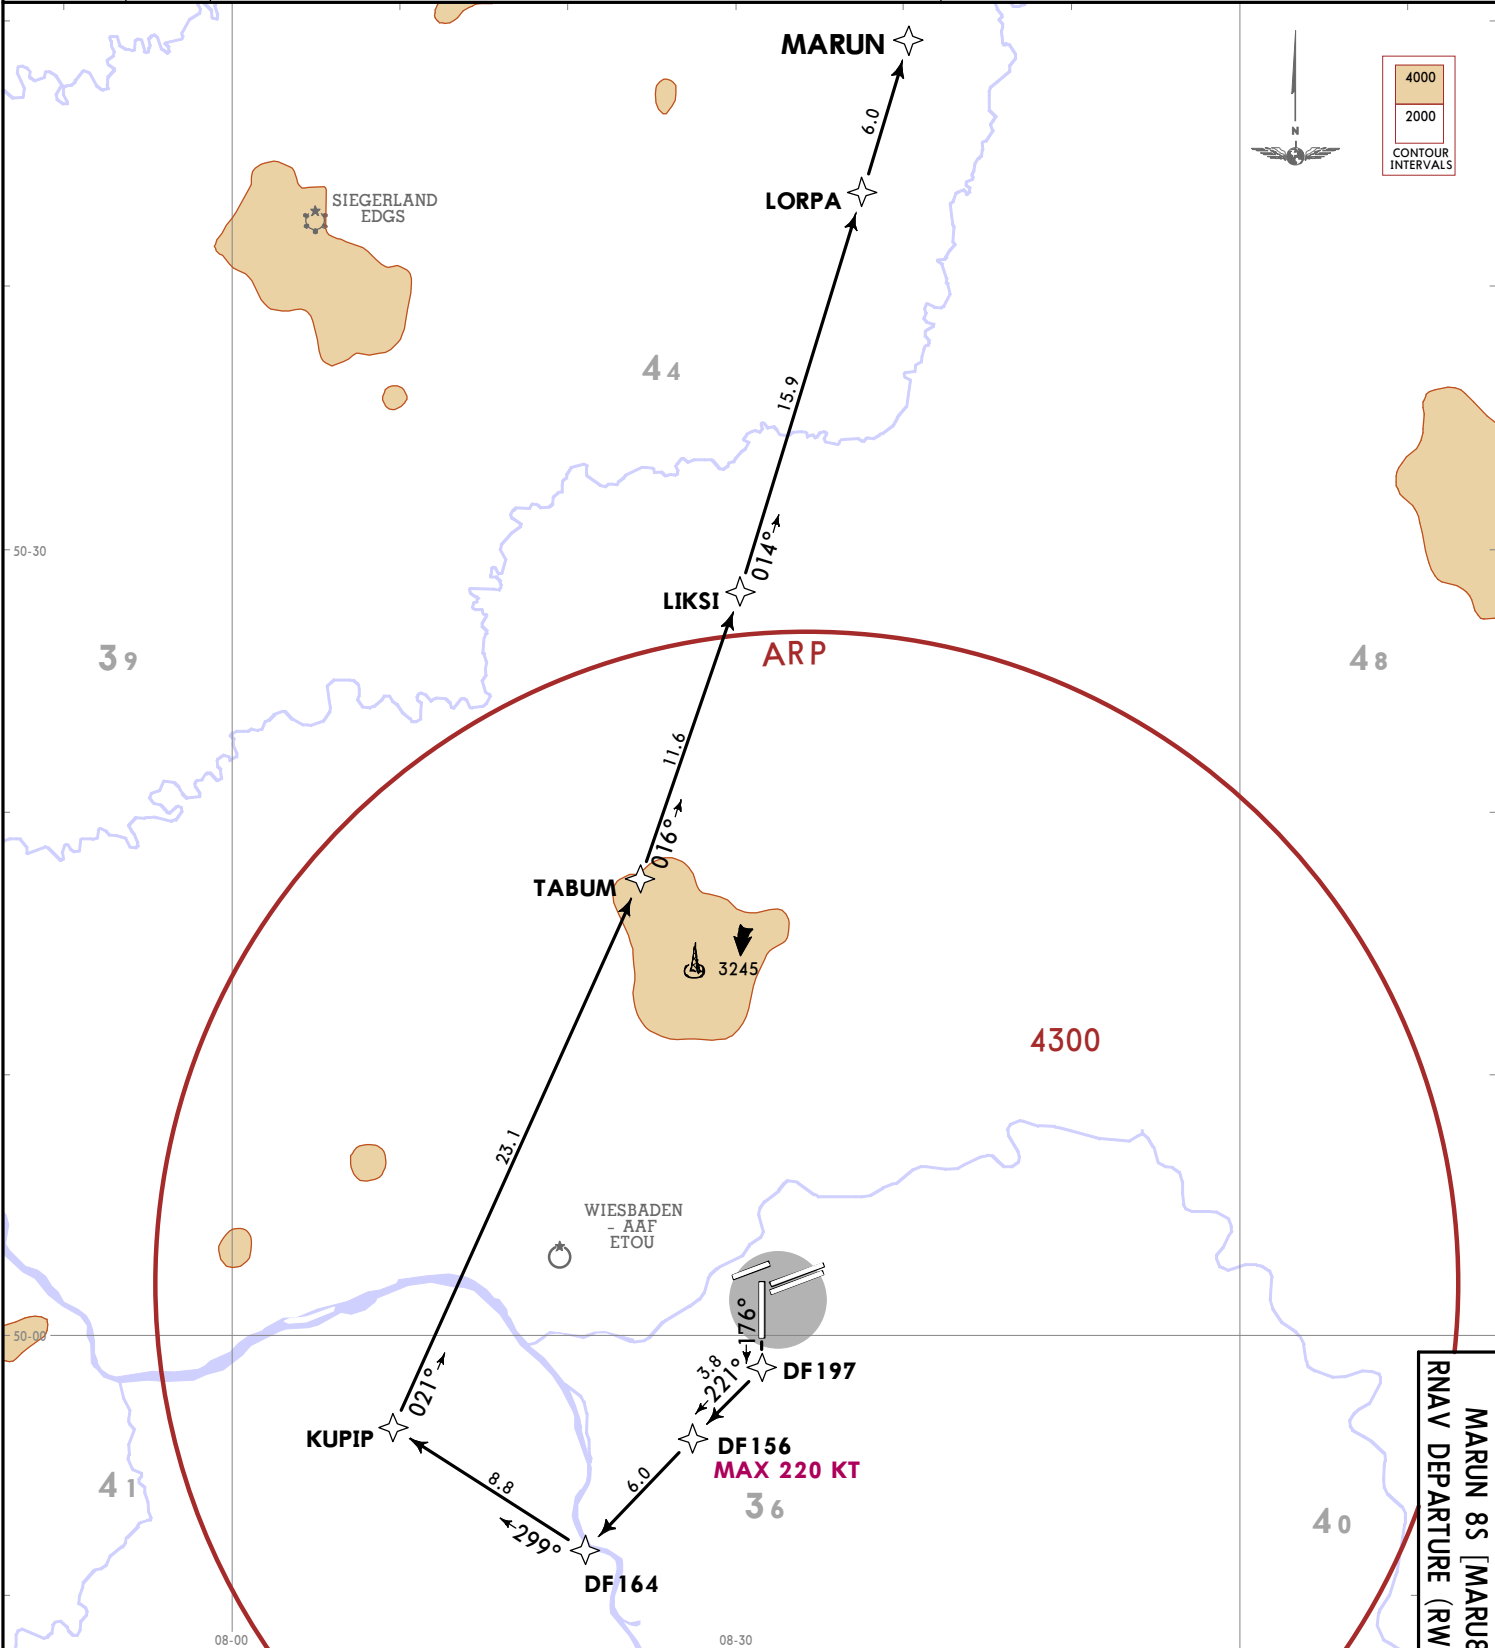 MARUN
6.0
N
4000
2000
CONTOUR
INTERVALS
LORPA
SIEGERLAND
EDGS
44
15.9
014°
50-30
LIKSI
39
ARP
48
11.6
016°
TABUM
3245
4300
23.1
WIESBADEN
- AAF
ETOU
176°
50-00
3.8
221°
DF197
021°
KUPIP
DF156
MAX 220 KT
41
8.8
6.0
36
40
299°
DF164
08-00
08-30
MARUN 8S [MARU8
RNAV DEPARTURE (RW